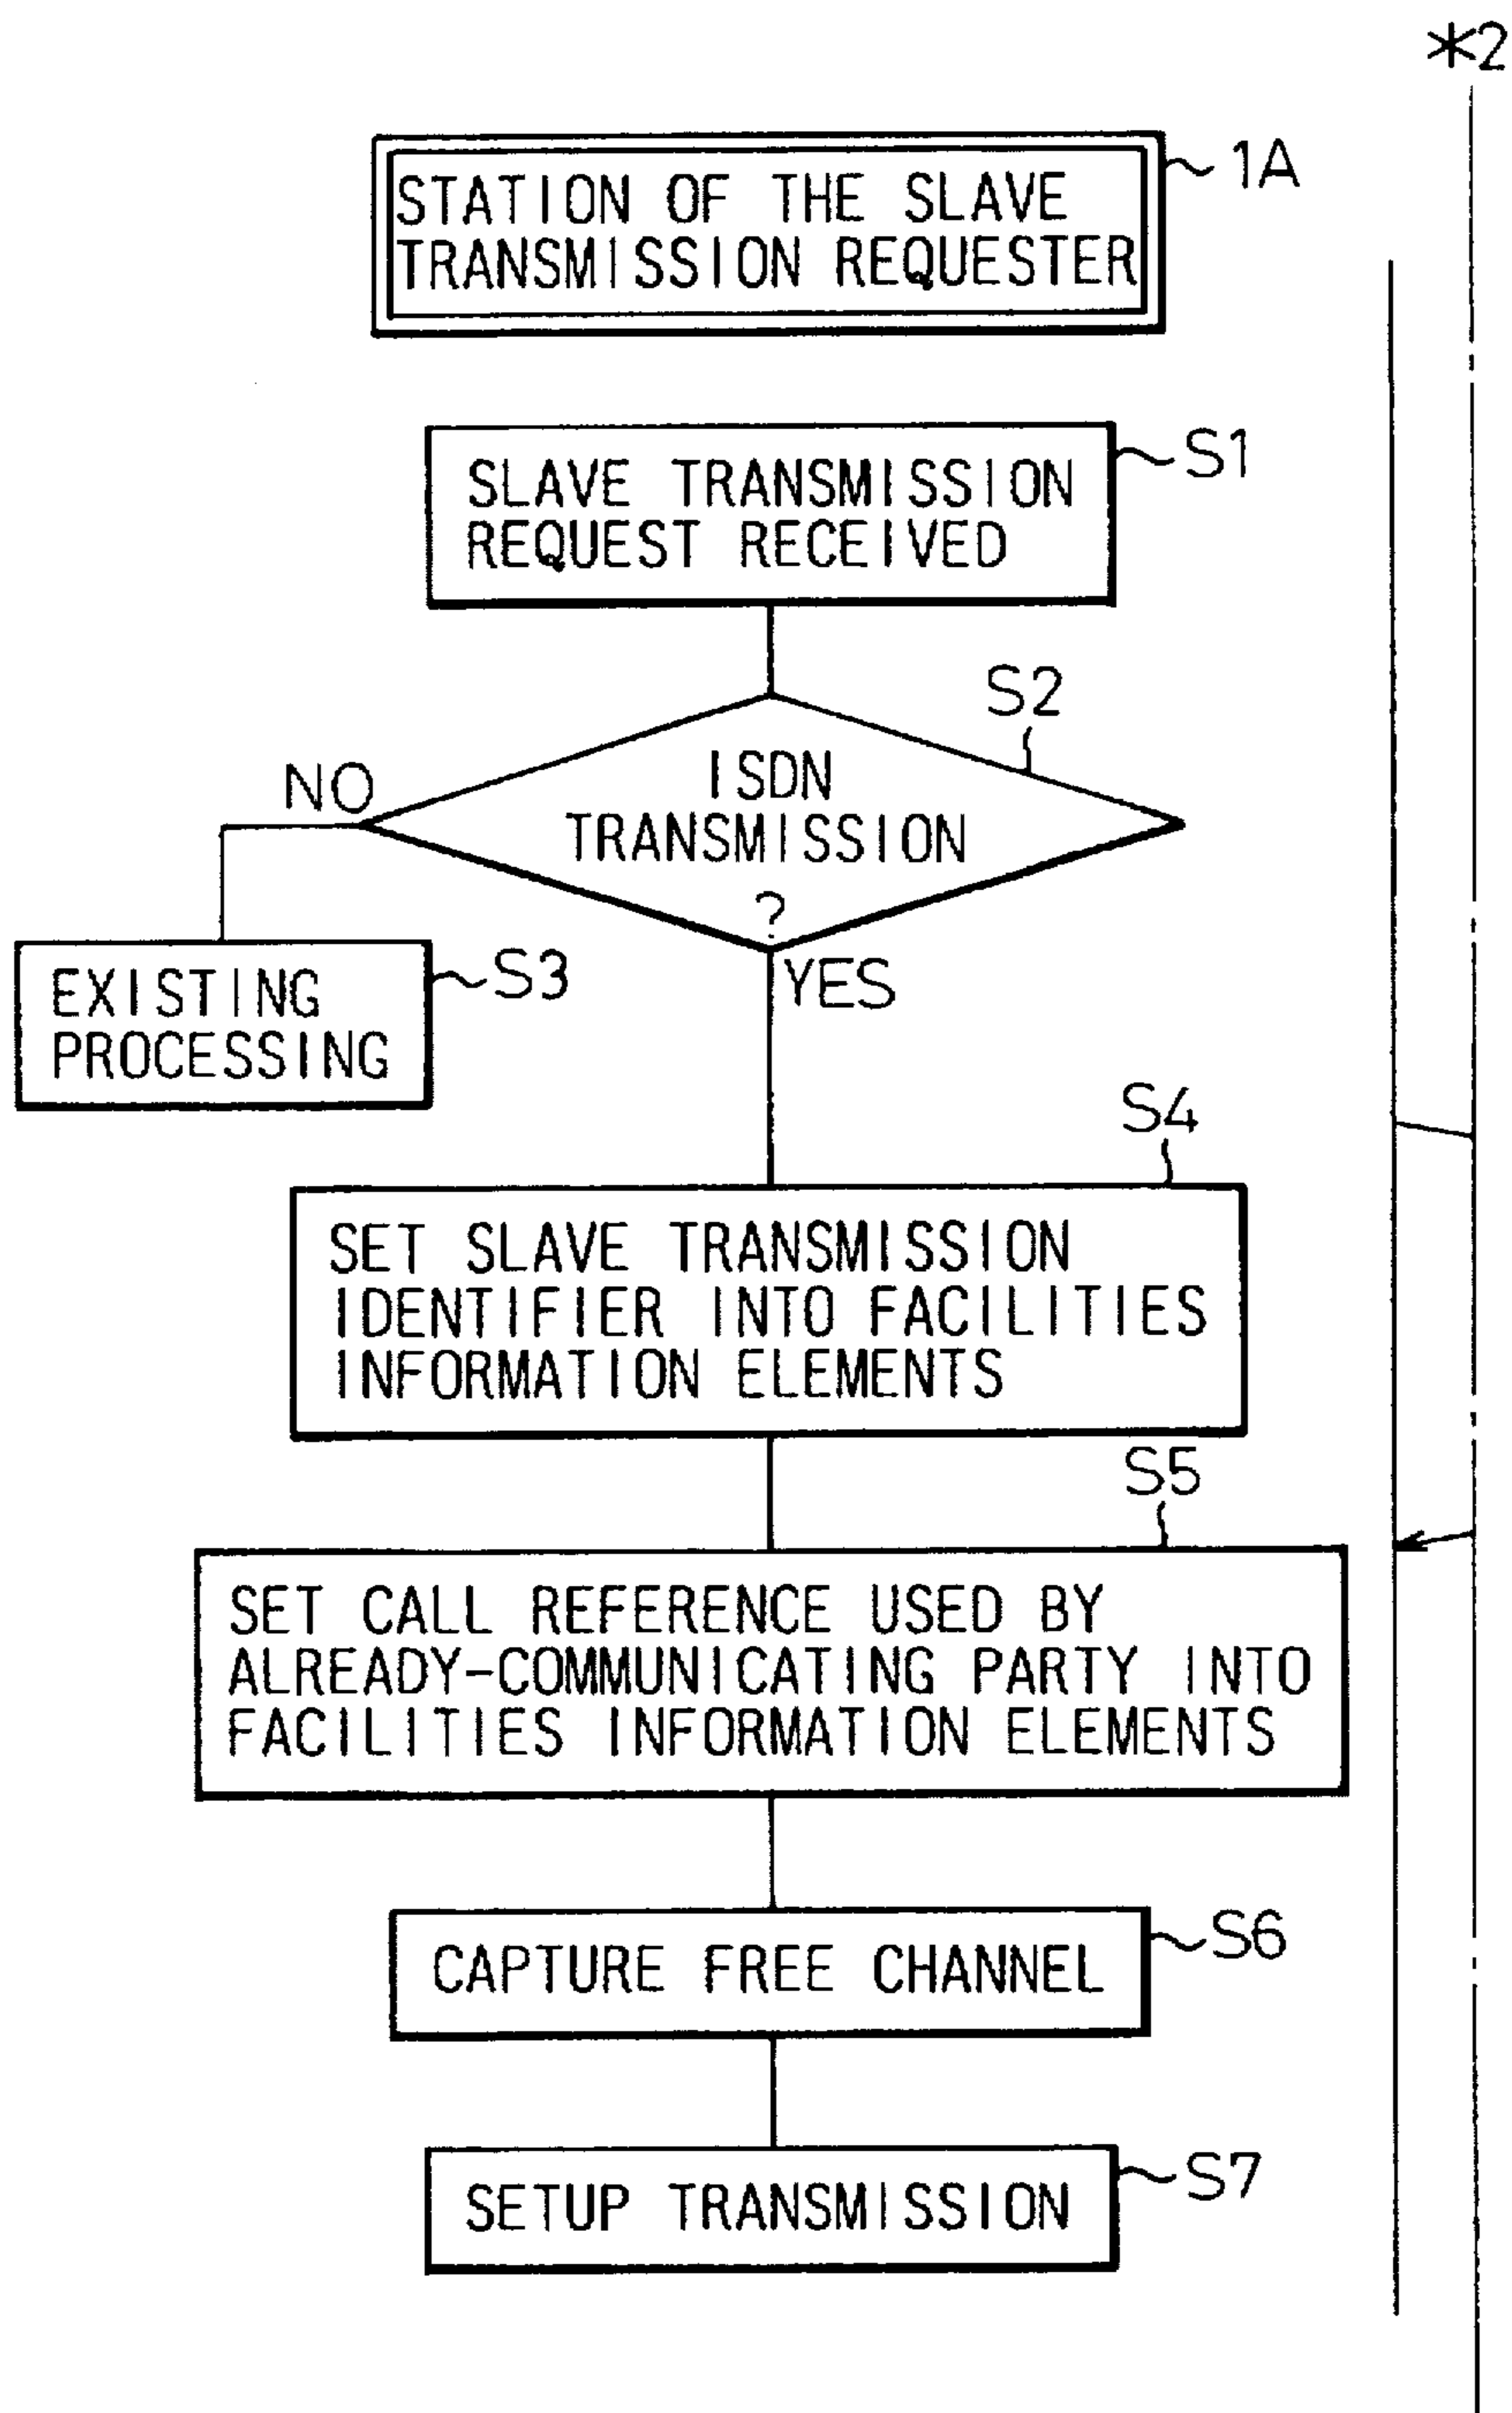 *2
STATION OF THE SLAVE
TRANSMISSION REQUESTER
1A
SLAVE TRANSMISSION
REQUEST RECEIVED
S1
S2
ISDN
TRANSMISSION
?
NO
YES
EXISTING
PROCESSING
S3
S4
SET SLAVE TRANSMISSION
IDENTIFIER INTO FACILITIES
INFORMATION ELEMENTS
S5
SET CALL REFERENCE USED BY
ALREADY-COMMUNICATING PARTY INTO
FACILITIES INFORMATION ELEMENTS
CAPTURE FREE CHANNEL
S6
SETUP TRANSMISSION
S7